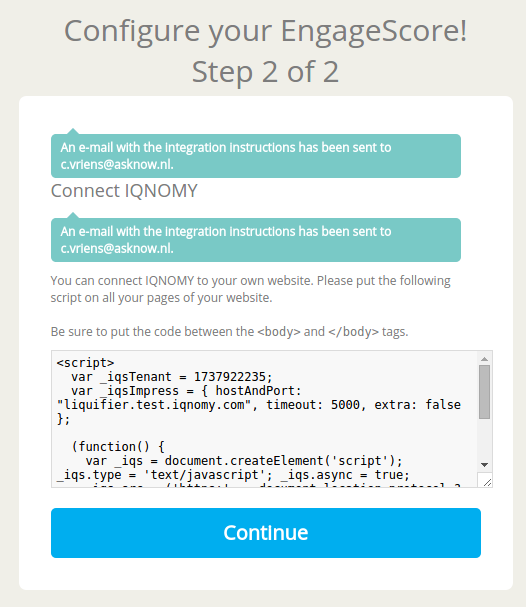 Configure your EngageScore!
Step 2 of 2
An e-mail with the integration instructions has been sent to
c.vriens@asknow.nl.
Connect IQNOMY
An e-mail with the integration instructions has been sent to
c.vriens@asknow.nl.
You can connect IQNOMY to your own website. Please put the following
script on all your pages of your website.
Be sure to put the code between the <body> and </body> tags.
<script>
var _iqsTenant = 1737922235;
var _iqsImpress = { hostAndPort:
"liquifier.test.iqnomy.com", timeout: 5000, extra: false
};
(function() {
var _iqs = document.createElement('script');
_iqs.type = 'text/javascript'; _iqs.async = true;
Continue